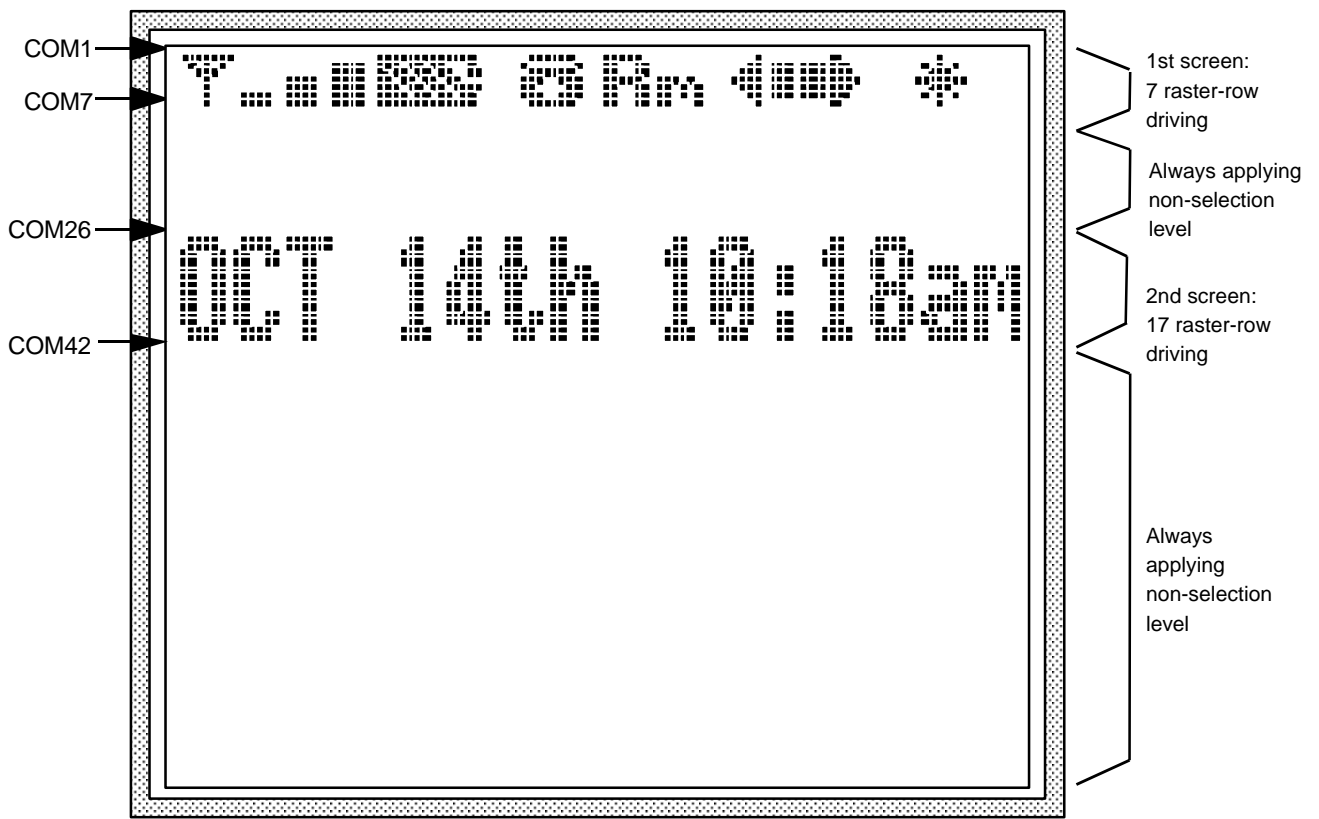 COM1
COM7
COM26
COM42
OCT 14th 10:18am
1st screen:
7 raster-row
driving
Always applying
non-selection
level
2nd screen:
17 raster-row
driving
Always
applying
non-selection
level